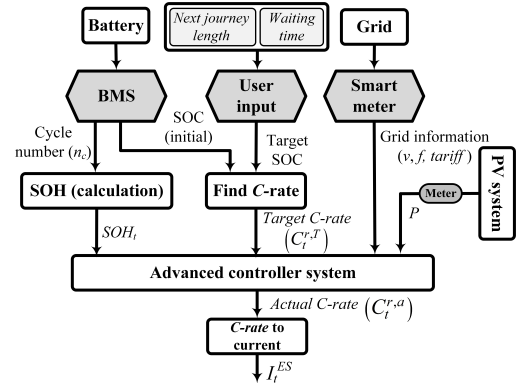 Battery
Next journey
length
Waiting
time
Grid
BMS
User
input
Smart
meter
Cycle
number (n_c)
SOC
(initial)
Target
SOC
Grid information
(v, f, tariff)
PV system
SOH (calculation)
Find C-rate
Meter
P
SOH_t
Target C-rate
(C_t^{r,T})
Advanced controller system
Actual C-rate (C_t^{r,a})
C-rate to
current
I_t^{ES}